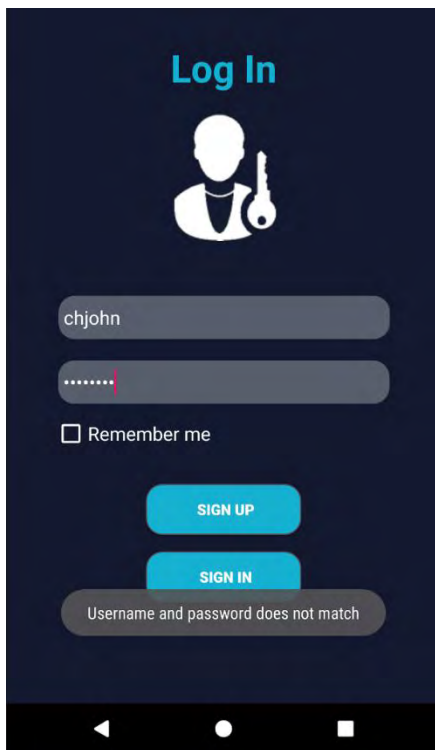 Log In
chjohn
••••••••
Remember me
SIGN UP
SIGN IN
Username and password does not match